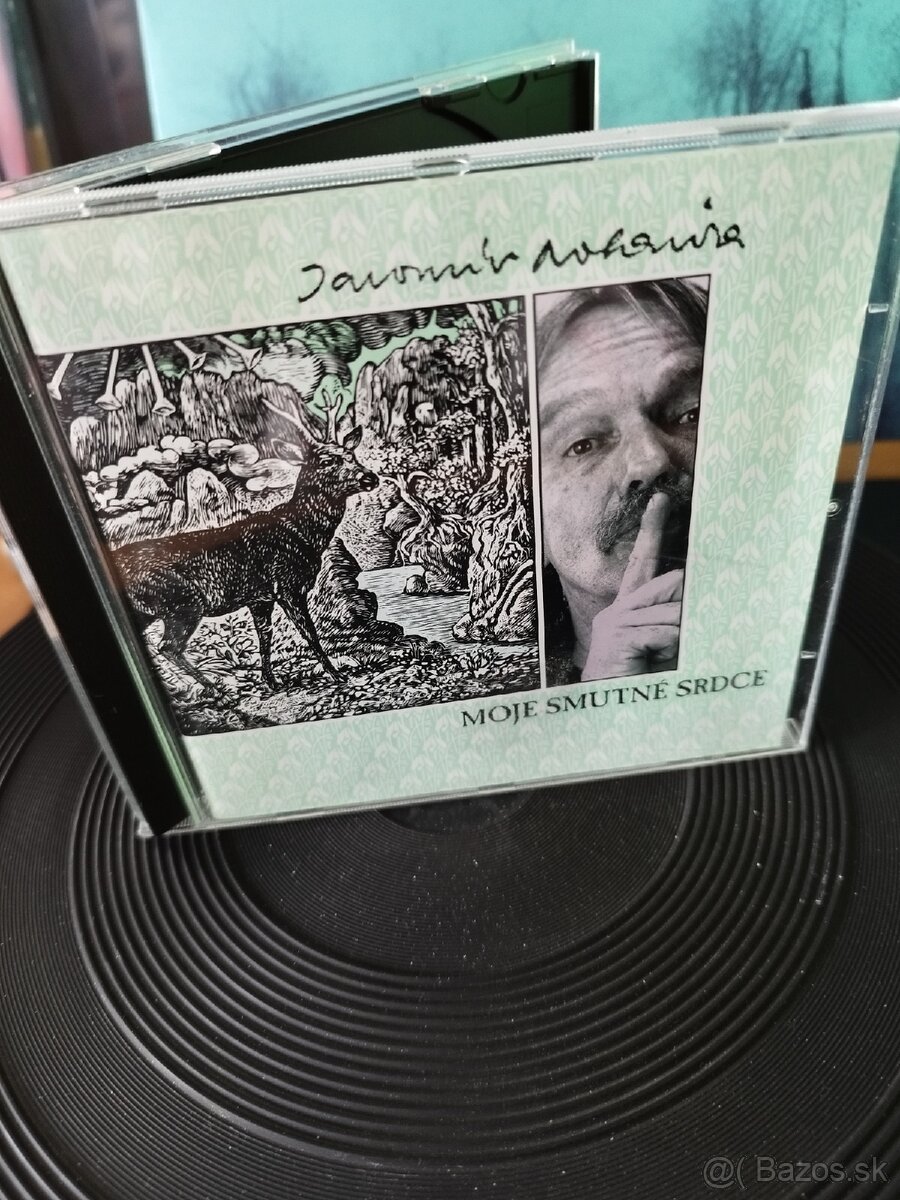 Jaromír Nohavica
MOJE SMUTNÉ SRDCE
@( Bazos.sk